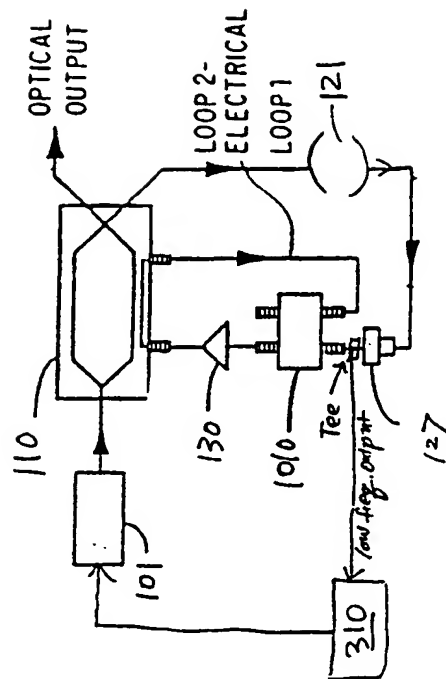 OPTICAL
OUTPUT
110
101
LOOP 2-
ELECTRICAL
LOOP 1
130
1010
121
Tee
low freq. output
127
310